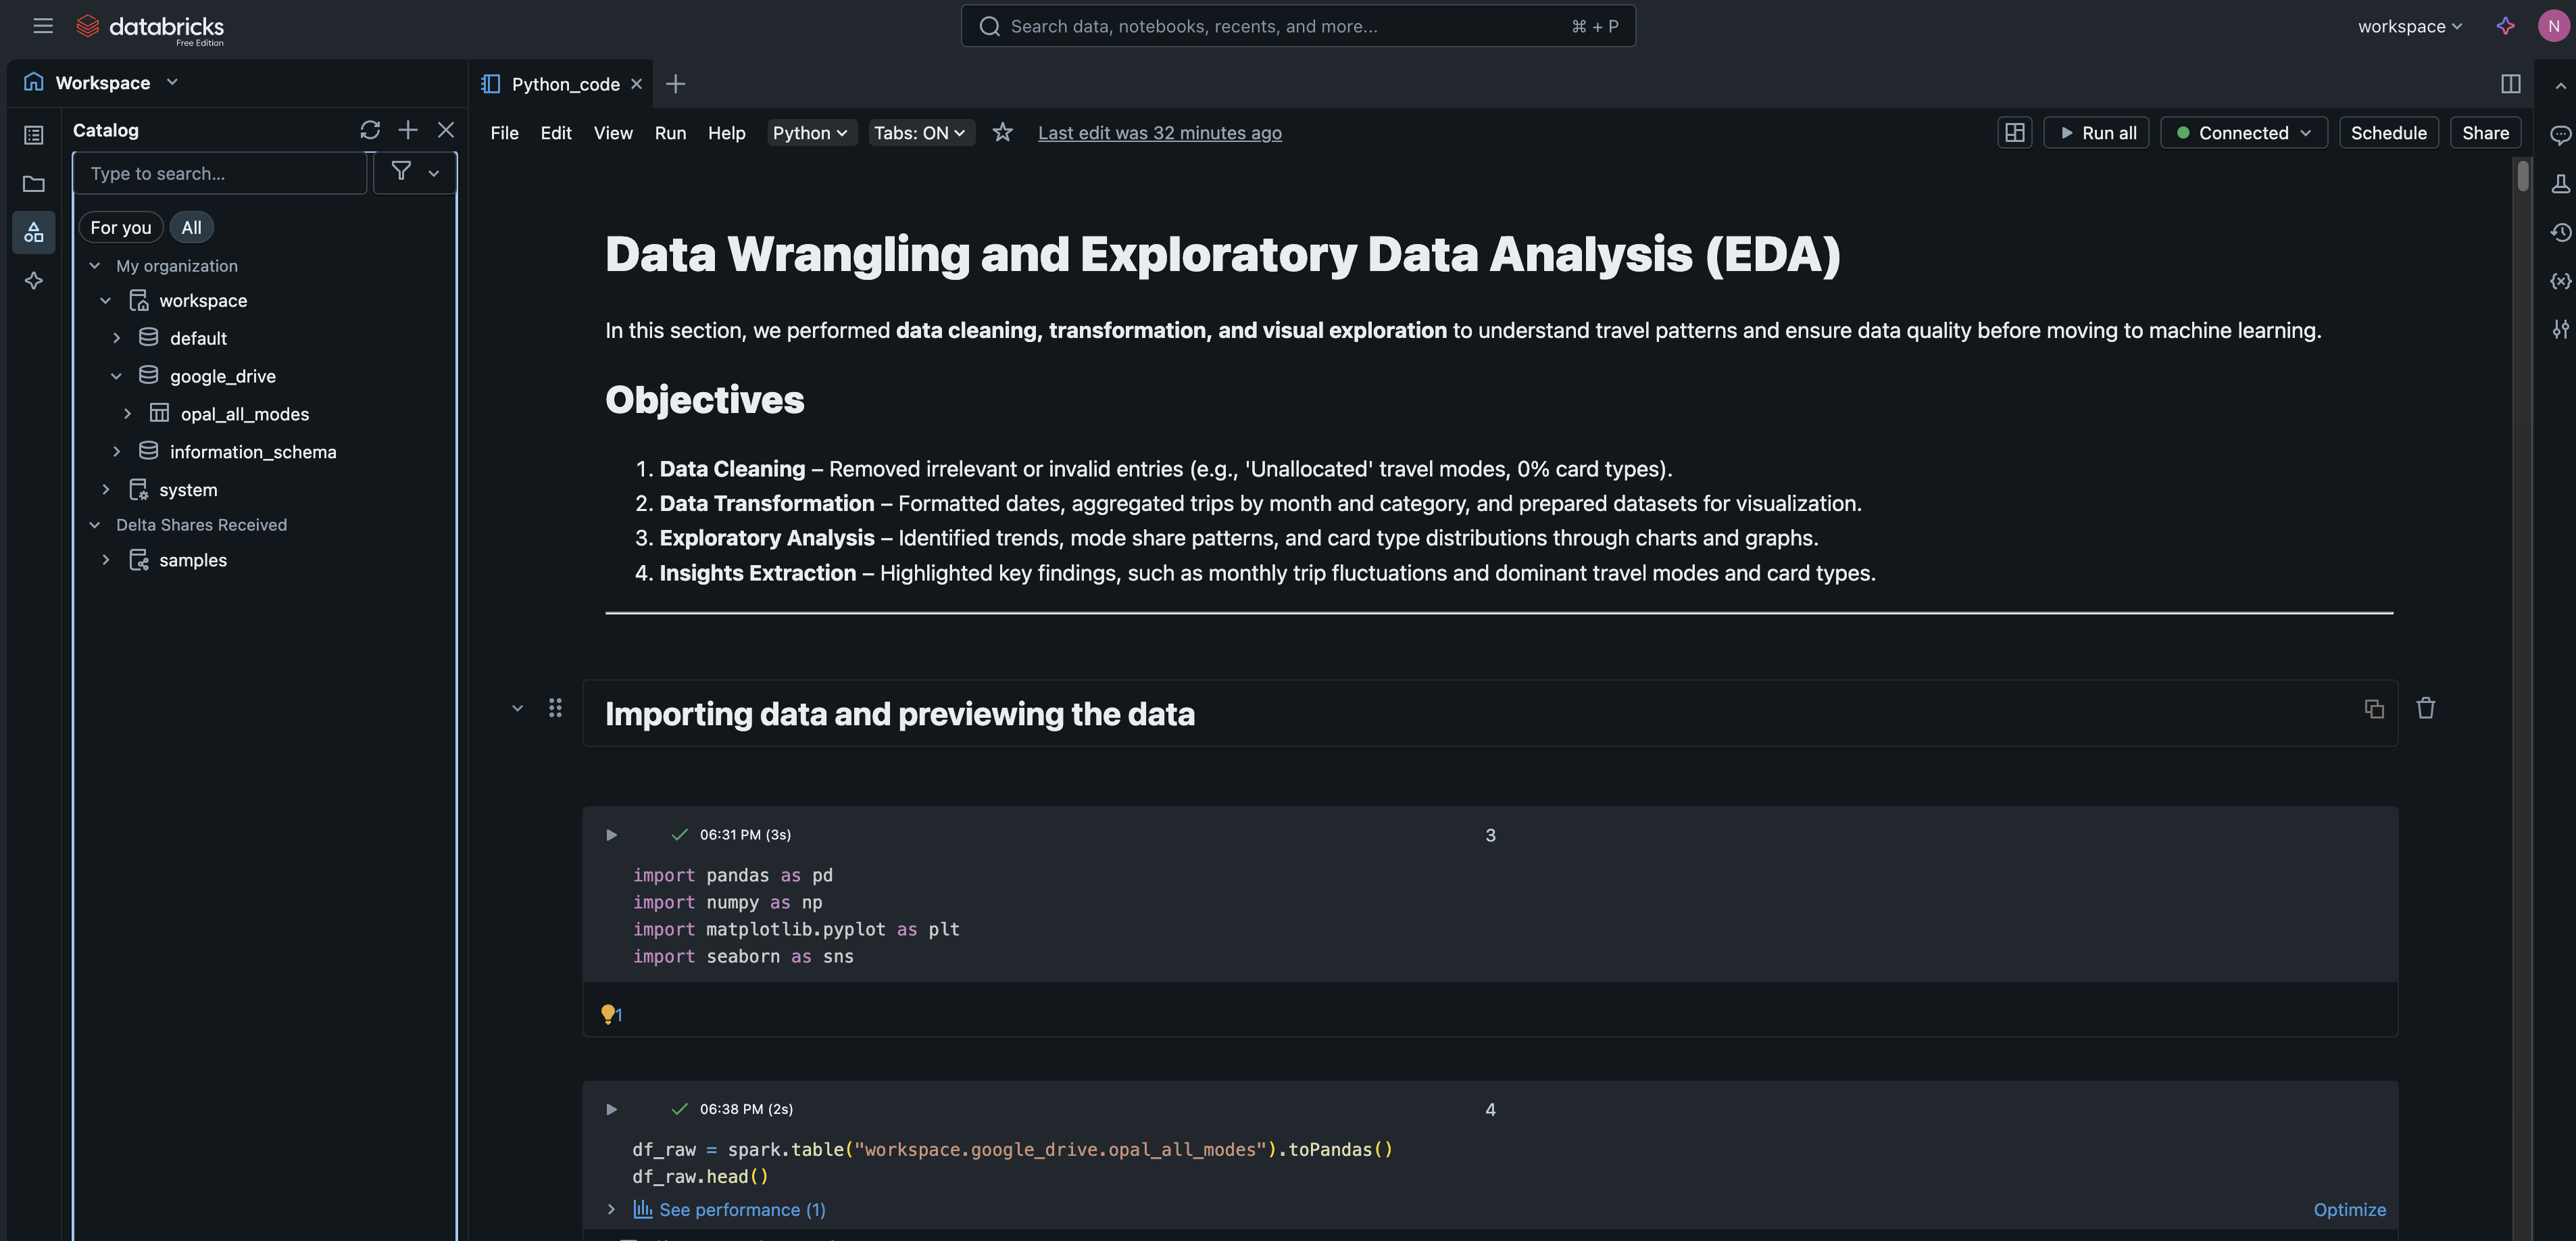 databricks
Free Edition
Search data, notebooks, recents, and more...
⌘ + P
workspace
N
Workspace
Python_code
Catalog
File Edit View Run Help Python Tabs: ON Last edit was 32 minutes ago
Run all
Connected
Schedule
Share
Type to search...
For you
All
My organization
workspace
default
google_drive
opal_all_modes
information_schema
system
Delta Shares Received
samples
Data Wrangling and Exploratory Data Analysis (EDA)
In this section, we performed data cleaning, transformation, and visual exploration to understand travel patterns and ensure data quality before moving to machine learning.
Objectives
1. Data Cleaning – Removed irrelevant or invalid entries (e.g., 'Unallocated' travel modes, 0% card types).
2. Data Transformation – Formatted dates, aggregated trips by month and category, and prepared datasets for visualization.
3. Exploratory Analysis – Identified trends, mode share patterns, and card type distributions through charts and graphs.
4. Insights Extraction – Highlighted key findings, such as monthly trip fluctuations and dominant travel modes and card types.
Importing data and previewing the data
06:31 PM (3s)
3
import pandas as pd
import numpy as np
import matplotlib.pyplot as plt
import seaborn as sns
1
06:38 PM (2s)
4
df_raw = spark.table("workspace.google_drive.opal_all_modes").toPandas()
df_raw.head()
See performance (1)
Optimize